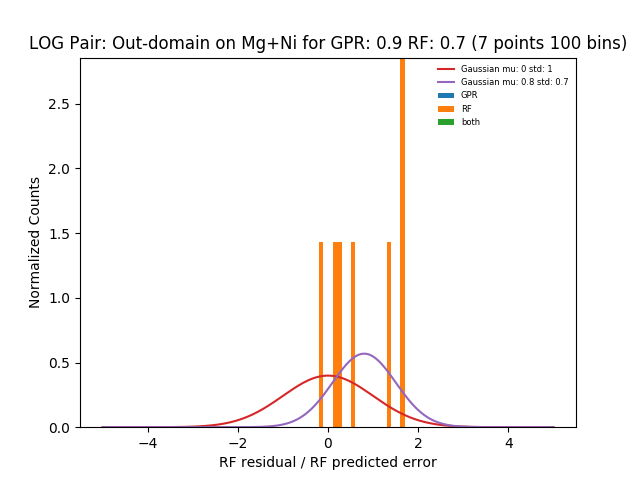 LOG Pair: Out-domain on Mg+Ni for GPR: 0.9 RF: 0.7 (7 points 100 bins)
Gaussian mu: 0 std: 1
Gaussian mu: 0.8 std: 0.7
GPR
RF
both
Normalized Counts
2.5
2.0
1.5
1.0
0.5
0.0
−4
−2
0
2
4
RF residual / RF predicted error